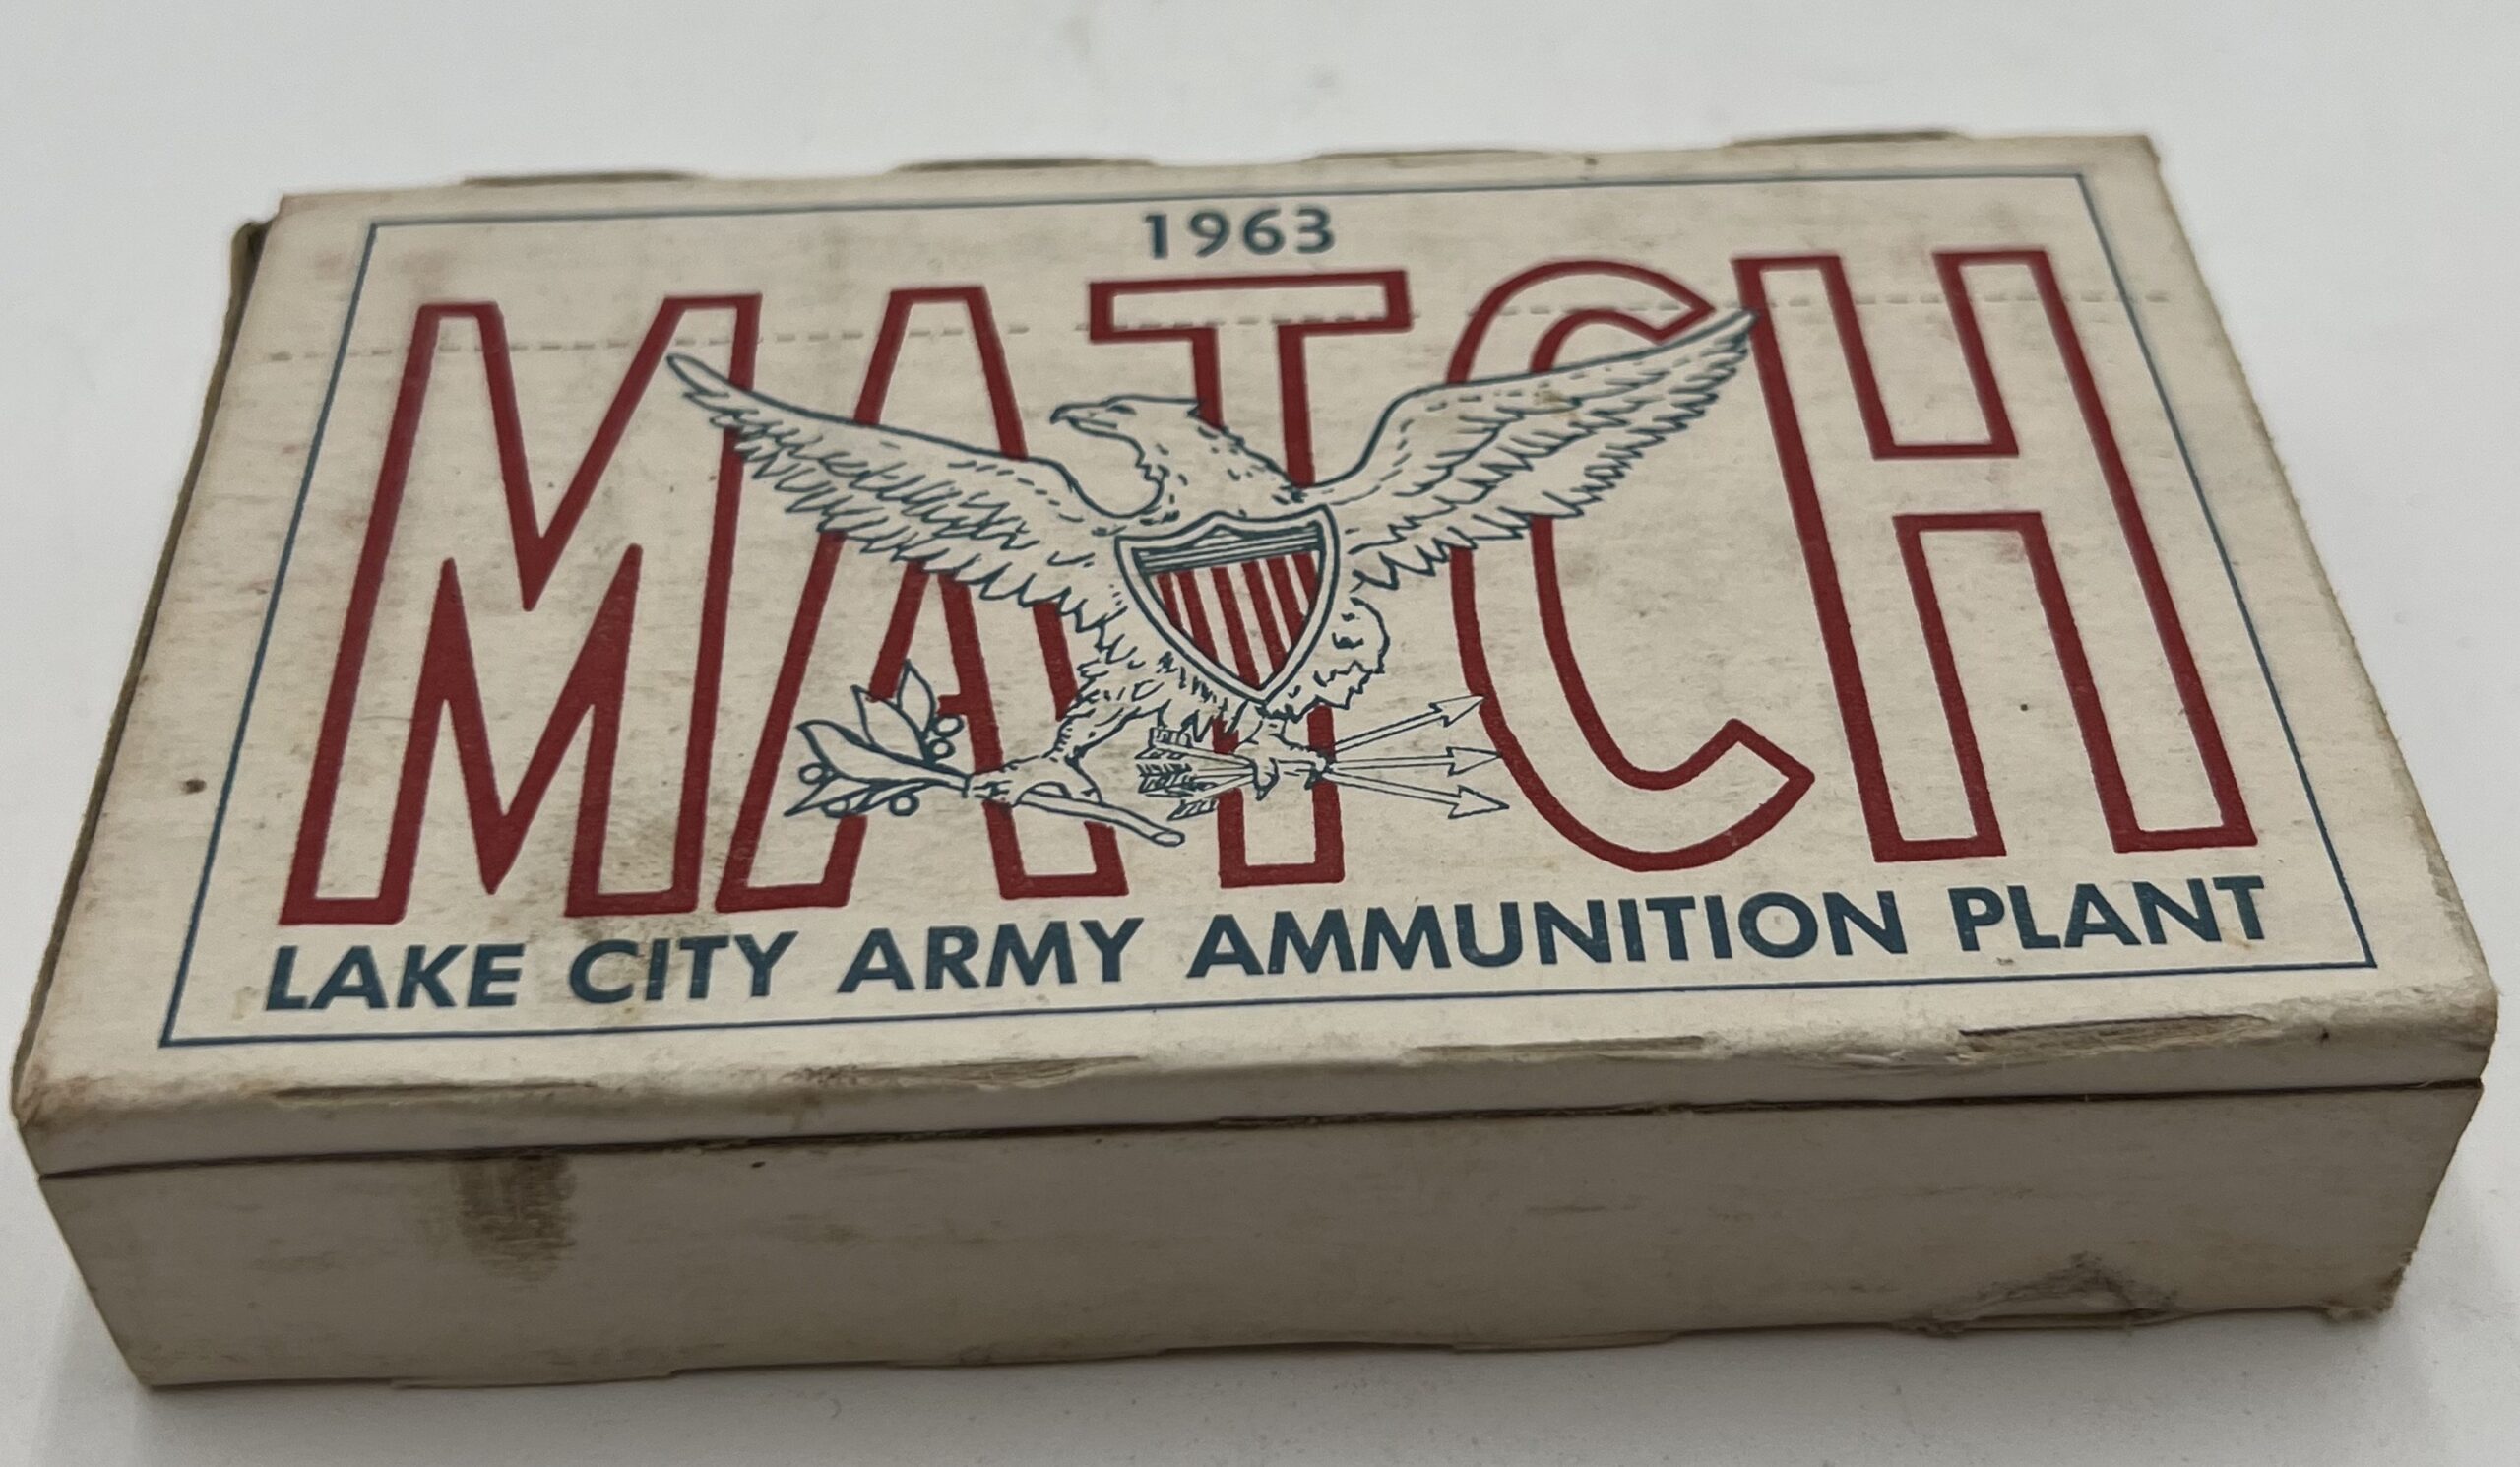 1963
MATCH
LAKE CITY ARMY AMMUNITION PLANT